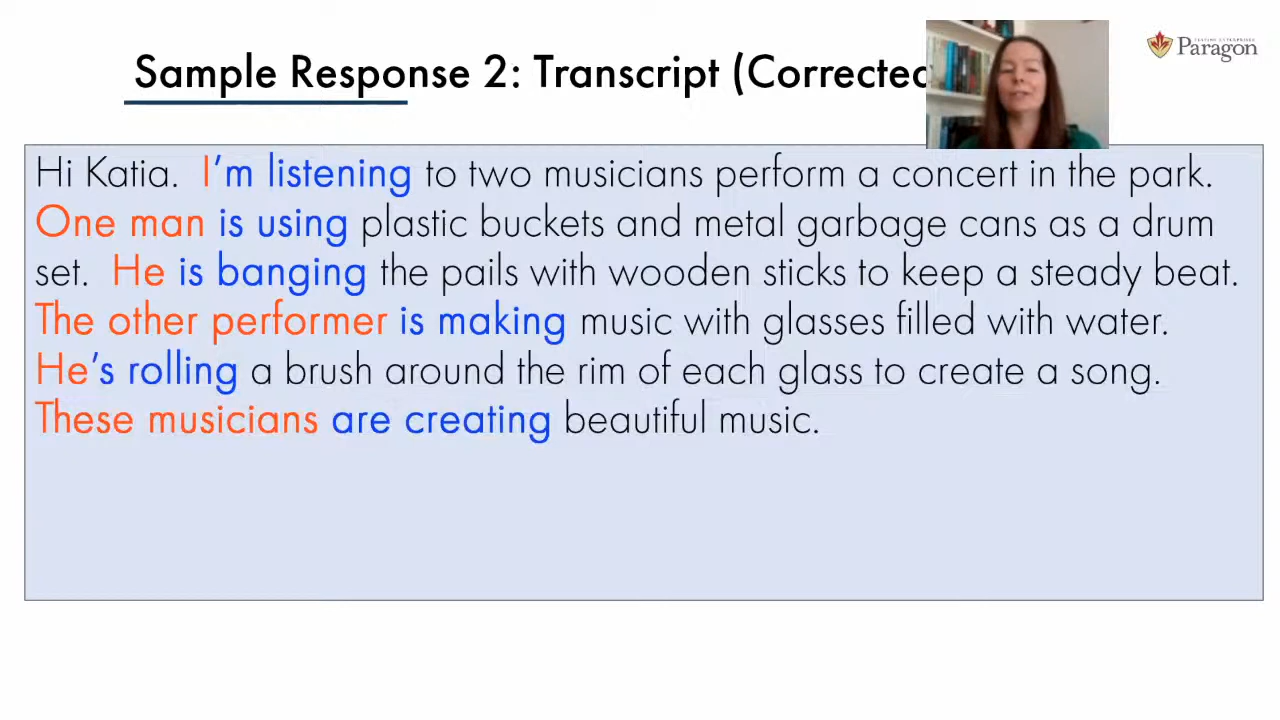 Sample Response 2: Transcript (Corrected
Paragon
Hi Katia. I'm listening to two musicians perform a concert in the park.
One man is using plastic buckets and metal garbage cans as a drum
set. He is banging the pails with wooden sticks to keep a steady beat.
The other performer is making music with glasses filled with water.
He's rolling a brush around the rim of each glass to create a song.
These musicians are creating beautiful music.